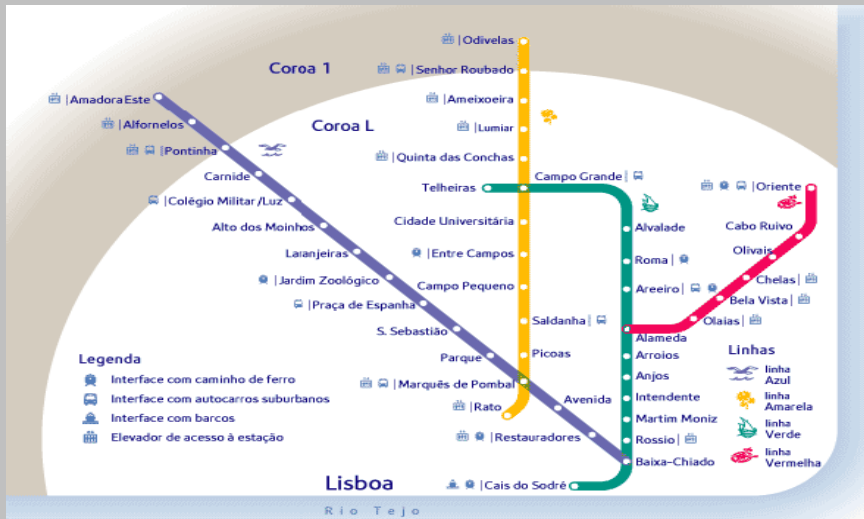 Odivelas
Coroa 1
Senhor Roubado
Amadora Este
Ameixoeira
Coroa L
Alfornelos
Lumiar
Pontinha
Quinta das Conchas
Carnide
Campo Grande
Telheiras
Oriente
Colégio Militar /Luz
Cidade Universitária
Alto dos Moinhos
Alvalade
Cabo Ruivo
Laranjeiras
Entre Campos
Roma
Olivais
Jardim Zoológico
Campo Pequeno
Areeiro
Chelas
Praça de Espanha
Bela Vista
S. Sebastião
Saldanha
Olaias
Alameda
Parque
Picoas
Arroios
Linhas
Legenda
Marquês de Pombal
Anjos
linha
Azul
Interface com caminho de ferro
Interface com autocarros suburbanos
Avenida
Intendente
linha
Amarela
Rato
Interface com barcos
Martim Moniz
linha
Verde
Elevador de acesso à estação
Restauradores
Rossio
linha
Vermelha
Baixa-Chiado
Lisboa
Cais do Sodré
Rio Tejo